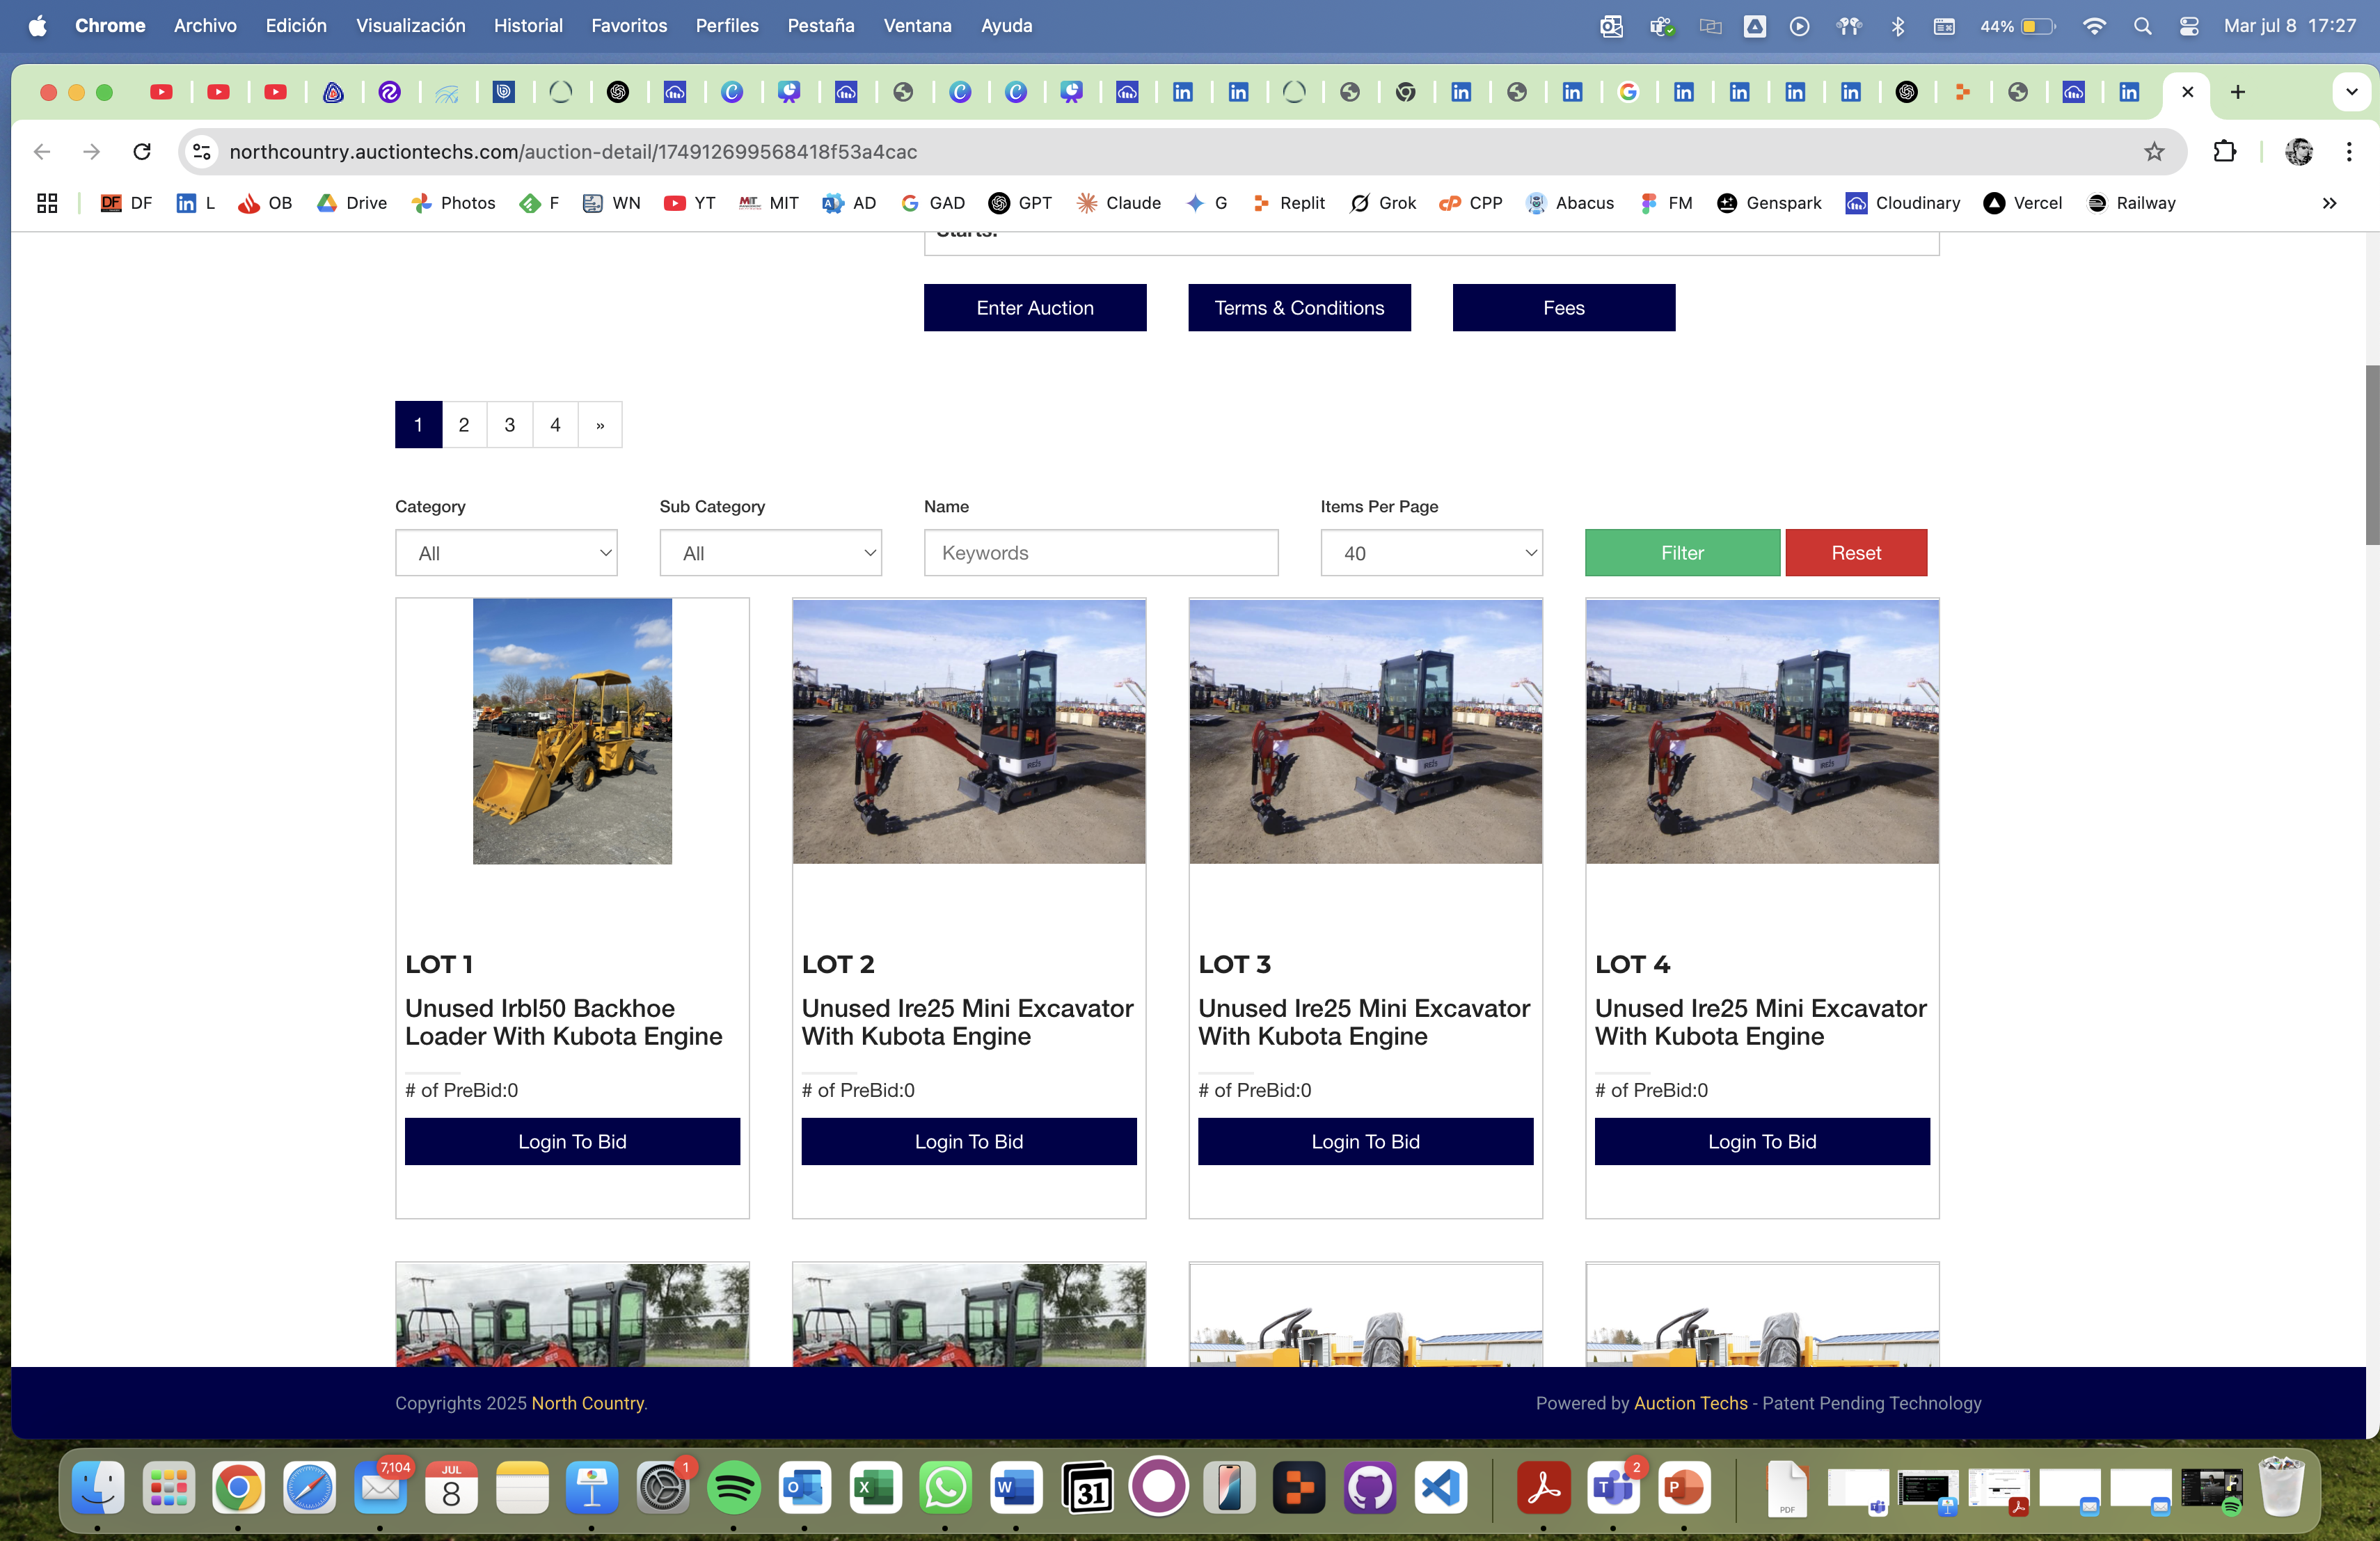 Chrome Archivo Edición Visualización Historial Favoritos Perfiles Pestaña Ventana Ayuda 44% Mar jul 8 17:27
northcountry.auctiontechs.com/auction-detail/174912699568418f53a4cac
DF L OB Drive Photos F WN YT MIT AD GAD GPT Claude G Replit Grok CPP Abacus FM Genspark Cloudinary Vercel Railway »
Starts:
Enter Auction Terms & Conditions Fees
1 2 3 4 »
Category Sub Category Name Items Per Page
All All Keywords 40 Filter Reset
LOT 1
Unused Irbl50 Backhoe
Loader With Kubota Engine
# of PreBid:0
Login To Bid
LOT 2
Unused Ire25 Mini Excavator
With Kubota Engine
# of PreBid:0
Login To Bid
LOT 3
Unused Ire25 Mini Excavator
With Kubota Engine
# of PreBid:0
Login To Bid
LOT 4
Unused Ire25 Mini Excavator
With Kubota Engine
# of PreBid:0
Login To Bid
Copyrights 2025 North Country. Powered by Auction Techs - Patent Pending Technology
7,104 JUL 8 1 31 2 PDF